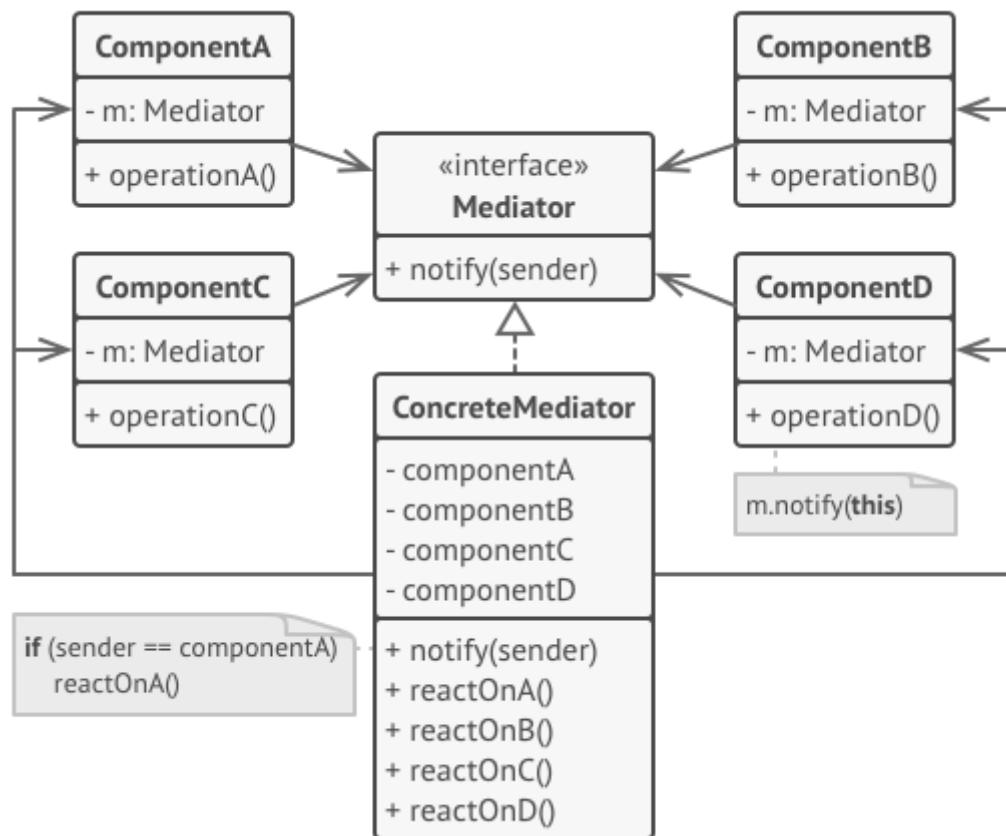 ComponentA
- m: Mediator
+ operationA()
ComponentB
- m: Mediator
+ operationB()
«interface»
Mediator
+ notify(sender)
ComponentC
- m: Mediator
+ operationC()
ComponentD
- m: Mediator
+ operationD()
m.notify(this)
ConcreteMediator
- componentA
- componentB
- componentC
- componentD
+ notify(sender)
+ reactOnA()
+ reactOnB()
+ reactOnC()
+ reactOnD()
if (sender == componentA)
reactOnA()